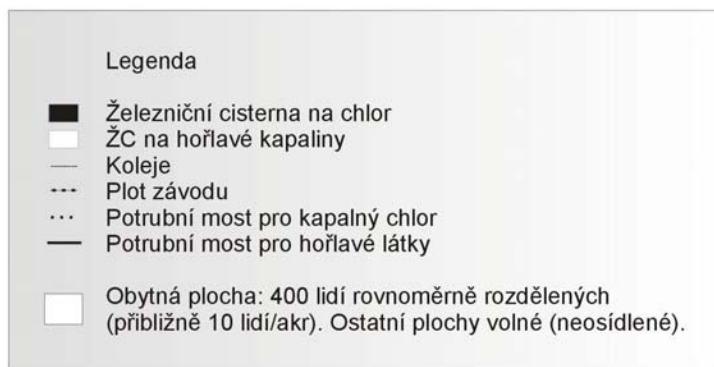 Legenda
Železniční cisterna na chlor
ŽC na hořlavé kapaliny
Koleje
Plot závodu
Potrubní most pro kapalný chlor
Potrubní most pro hořlavé látky
Obytná plocha: 400 lidí rovnoměrně rozdělených
(přibližně 10 lidí/akr). Ostatní plochy volné (neosídlené).